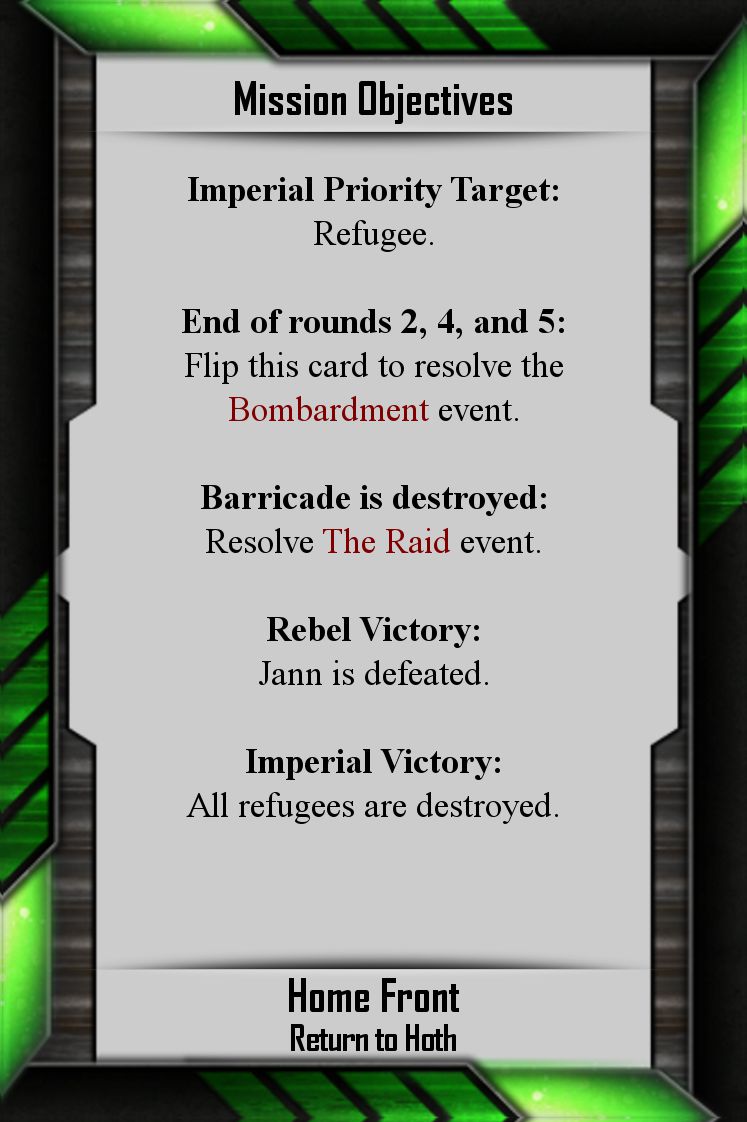 Mission Objectives
Imperial Priority Target:
Refugee.
End of rounds 2, 4, and 5:
Flip this card to resolve the
Bombardment event.
Barricade is destroyed:
Resolve The Raid event.
Rebel Victory:
Jann is defeated.
Imperial Victory:
All refugees are destroyed.
Home Front
Return to Hoth